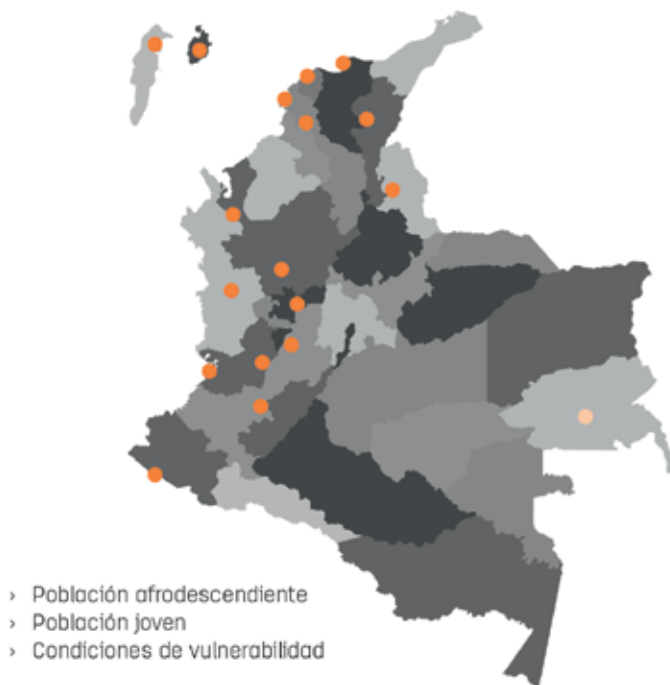 › Población afrodescendiente
› Población joven
› Condiciones de vulnerabilidad